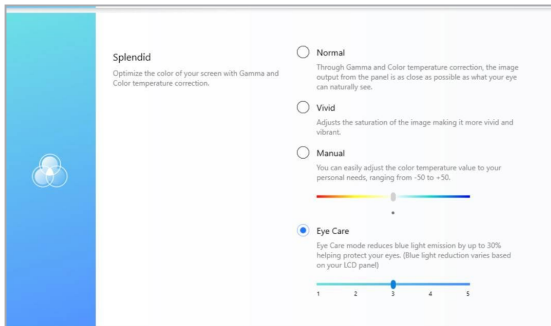 Splendid
Optimize the color of your screen with Gamma and
Color temperature correction.
Normal
Through Gamma and Color temperature correction, the image
output from the panel is as close as possible as what your eye
can naturally see.
Vivid
Adjusts the saturation of the image making it more vivid and
vibrant.
Manual
You can easily adjust the color temperature value to your
personal needs, ranging from -50 to +50.
Eye Care
Eye Care mode reduces blue light emission by up to 30%
helping protect your eyes. (Blue light reduction varies based
on your LCD panel)
1 2 3 4 5